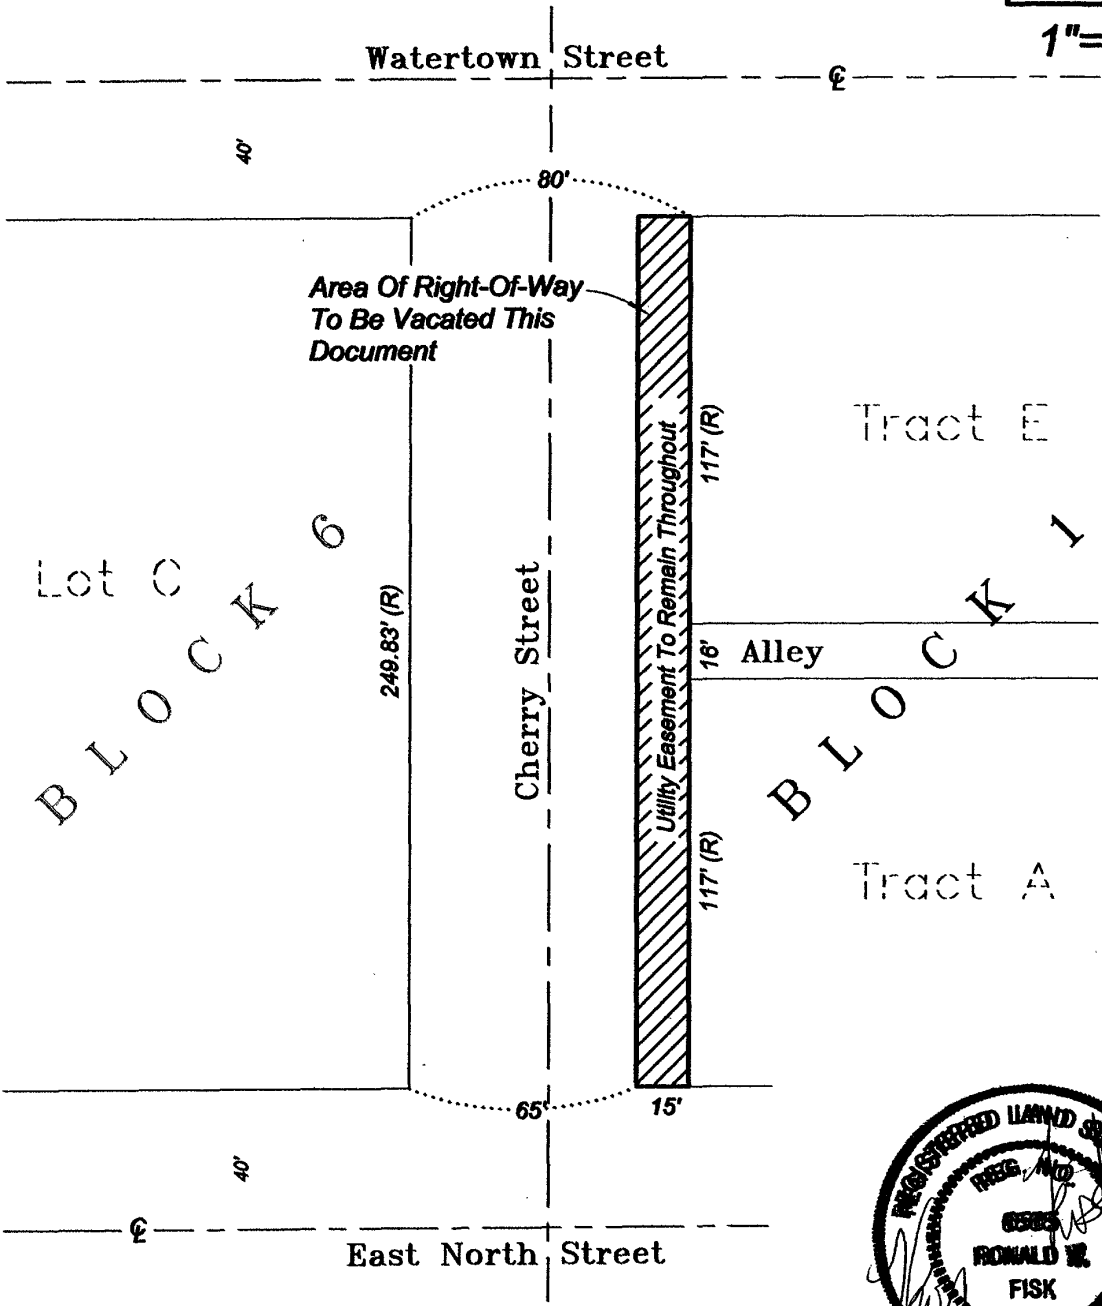 1"=
Watertown Street
℄
40'
80'
Area Of Right-Of-Way
To Be Vacated This
Document
117' (R)
Tract E
Utility Easement To Remain Throughout
Lot C
BLOCK 6
249.83' (R)
Cherry Street
16'
Alley
BLOCK 1
117' (R)
Tract A
65'
15'
40'
℄
East North Street
REGISTERED LAND
REG. NO.
RONALD W.
FISK